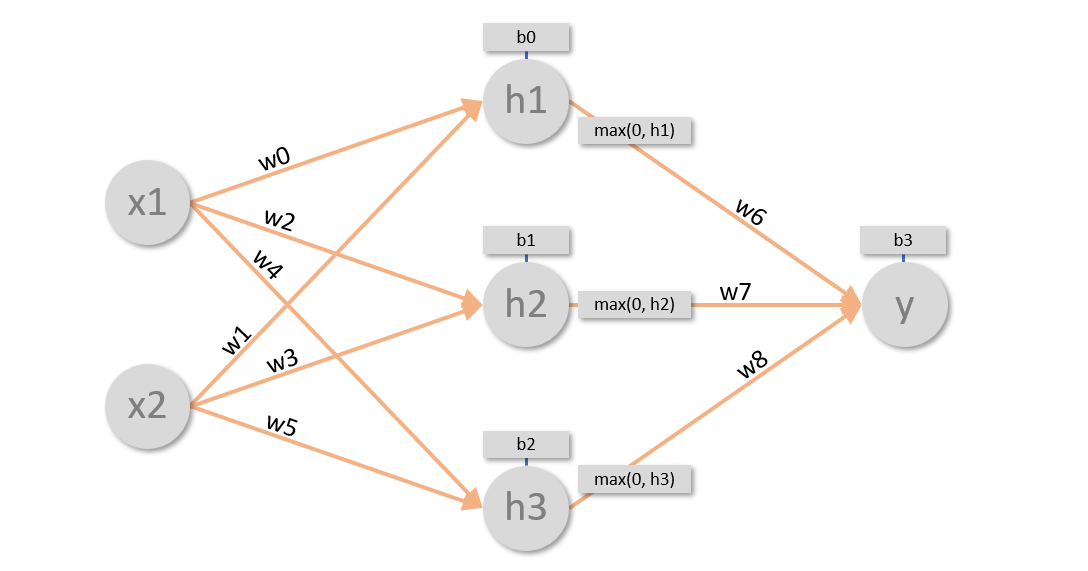 b0
h1
max(0, h1)
w0
x1
w2
w4
w6
b1
b3
h2
max(0, h2)
w7
y
w1
w3
x2
w5
w8
b2
max(0, h3)
h3